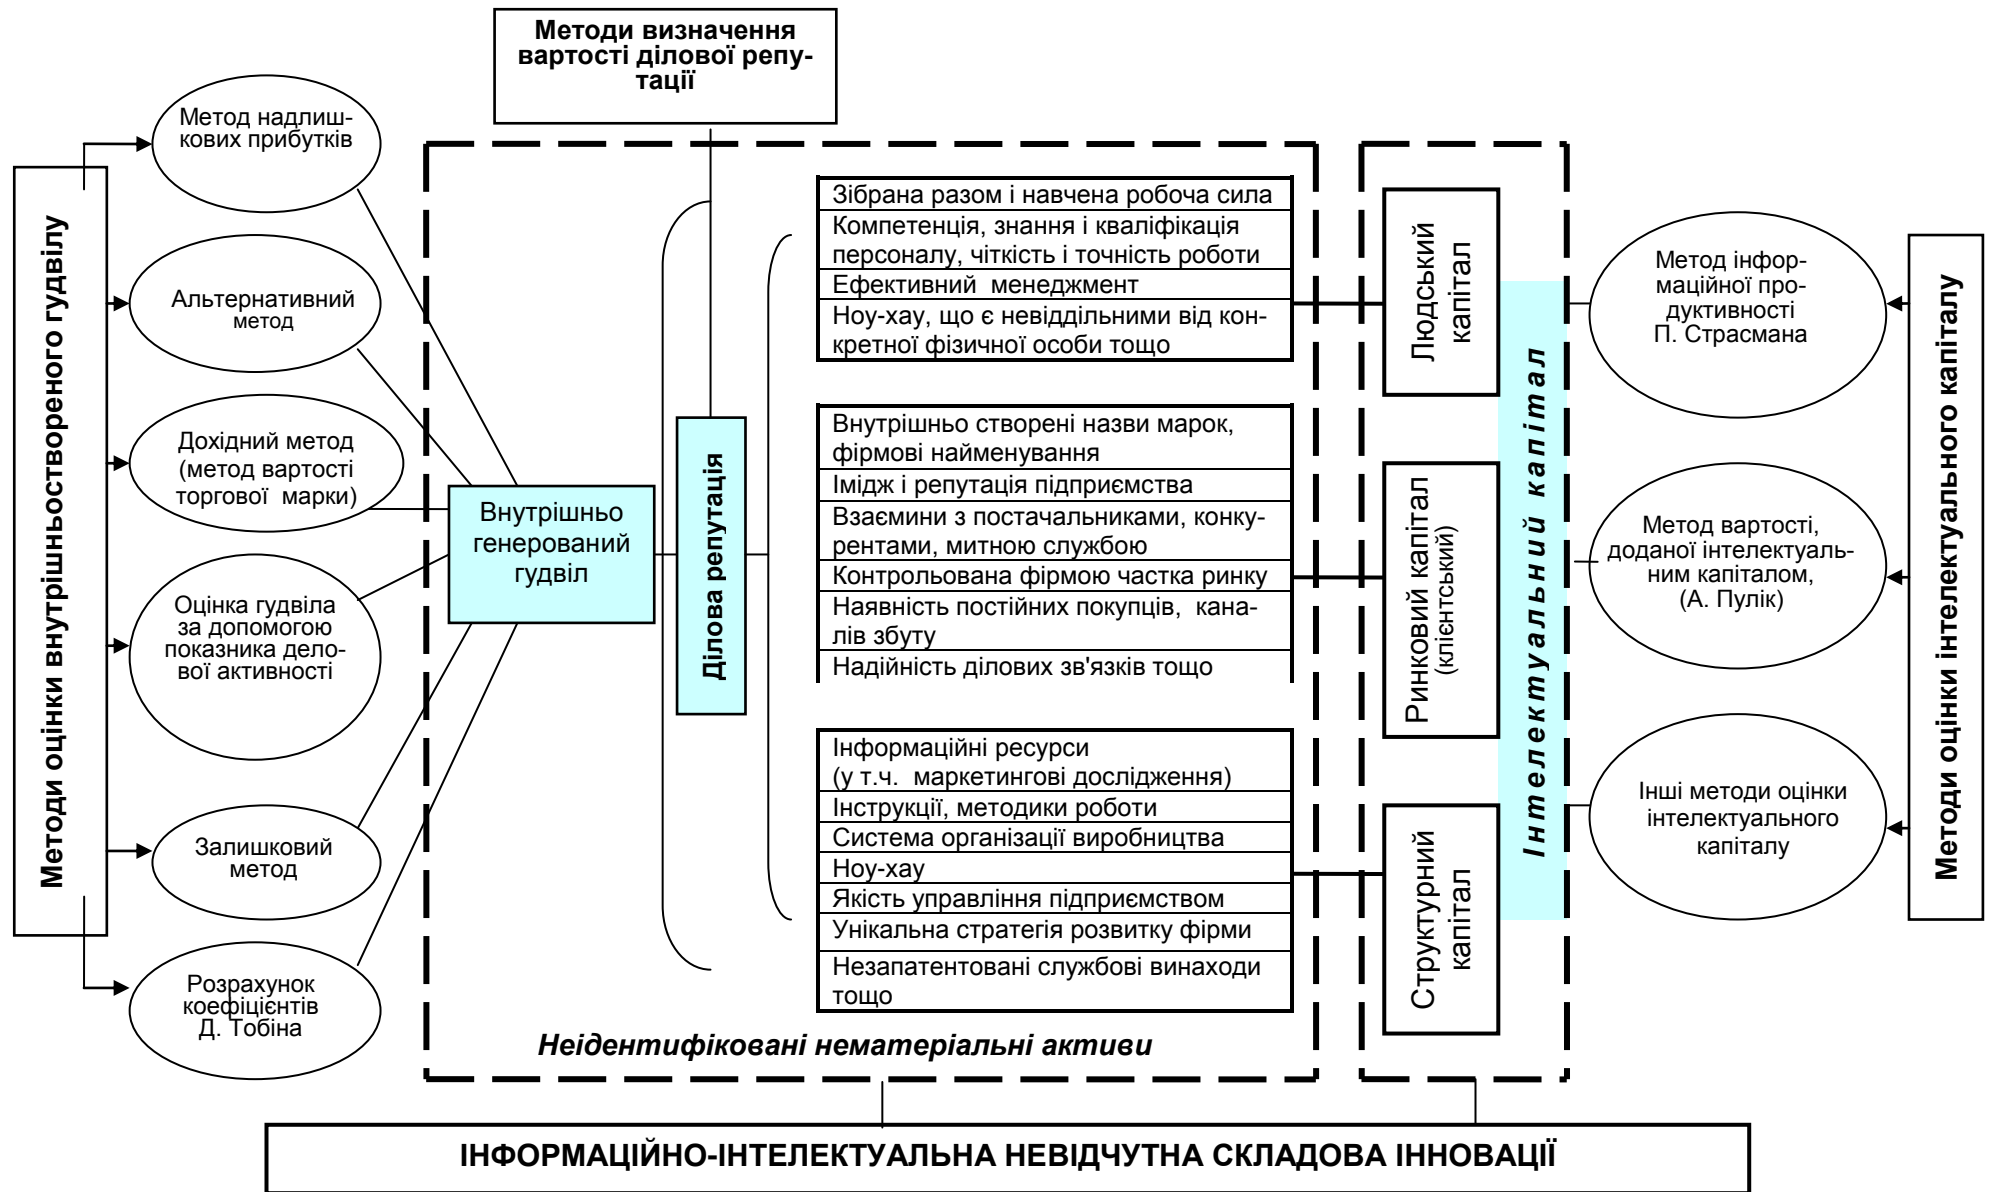 Методи визначення
вартості ділової репу-
тації
Методи оцінки внутрішньоствореного гудвілу
Метод надлиш-
кових прибутків
Альтернативний
метод
Дохідний метод
(метод вартості
торгової марки)
Оцінка гудвіла
за допомогою
показника дело-
вої активності
Залишковий
метод
Розрахунок
коефіцієнтів
Д. Тобіна
Внутрішньо
генерований
гудвіл
Ділова репутація
Зібрана разом і навчена робоча сила
Компетенція, знання і кваліфікація
персоналу, чіткість і точність роботи
Ефективний менеджмент
Ноу-хау, що є невіддільними від кон-
кретної фізичної особи тощо
Внутрішньо створені назви марок,
фірмові найменування
Імідж і репутація підприємства
Взаємини з постачальниками, конку-
рентами, митною службою
Контрольована фірмою частка ринку
Наявність постійних покупців, кана-
лів збуту
Надійність ділових зв'язків тощо
Інформаційні ресурси
(у т.ч. маркетингові дослідження)
Інструкції, методики роботи
Система організації виробництва
Ноу-хау
Якість управління підприємством
Унікальна стратегія розвитку фірми
Незапатентовані службові винаходи
тощо
Неідентифіковані нематеріальні активи
Людський
капітал
Ринковий капітал
(клієнтський)
Структурний
капітал
Інтелектуальний капітал
Метод інфор-
маційної про-
дуктивності
П. Страсмана
Метод вартості,
доданої інтелектуаль-
ним капіталом,
(А. Пулік)
Інші методи оцінки
інтелектуального
капіталу
Методи оцінки інтелектуального капіталу
ІНФОРМАЦІЙНО-ІНТЕЛЕКТУАЛЬНА НЕВІДЧУТНА СКЛАДОВА ІННОВАЦІЇ